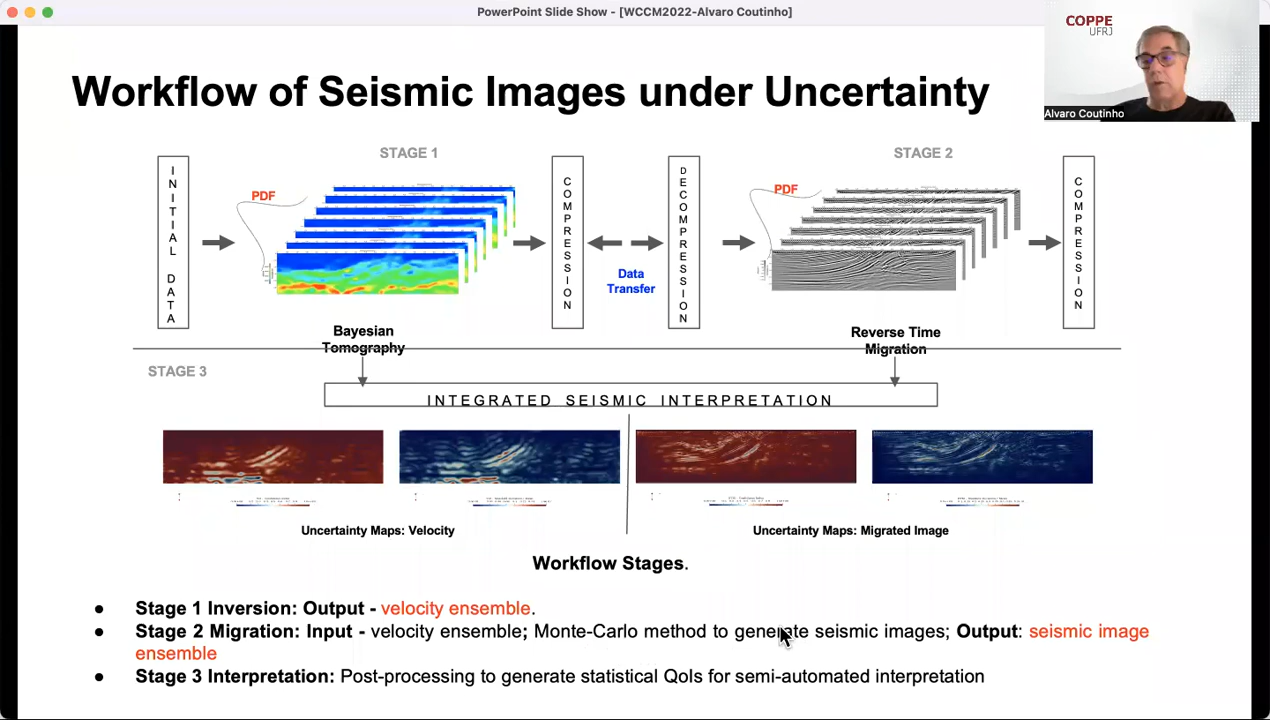 PowerPoint Slide Show - [WCCM2022-Alvaro Coutinho]
COPPE
UFRJ
Alvaro Coutinho
Workflow of Seismic Images under Uncertainty
STAGE 1
STAGE 2
INITIAL DATA
PDF
COMPRESSION
Data
Transfer
DECOMPRESSION
PDF
COMPRESSION
Bayesian
Tomography
Reverse Time
Migration
STAGE 3
INTEGRATED SEISMIC INTERPRETATION
Uncertainty Maps: Velocity
Uncertainty Maps: Migrated Image
Workflow Stages.
● Stage 1 Inversion: Output - velocity ensemble.
● Stage 2 Migration: Input - velocity ensemble; Monte-Carlo method to generate seismic images; Output: seismic image
ensemble
● Stage 3 Interpretation: Post-processing to generate statistical QoIs for semi-automated interpretation